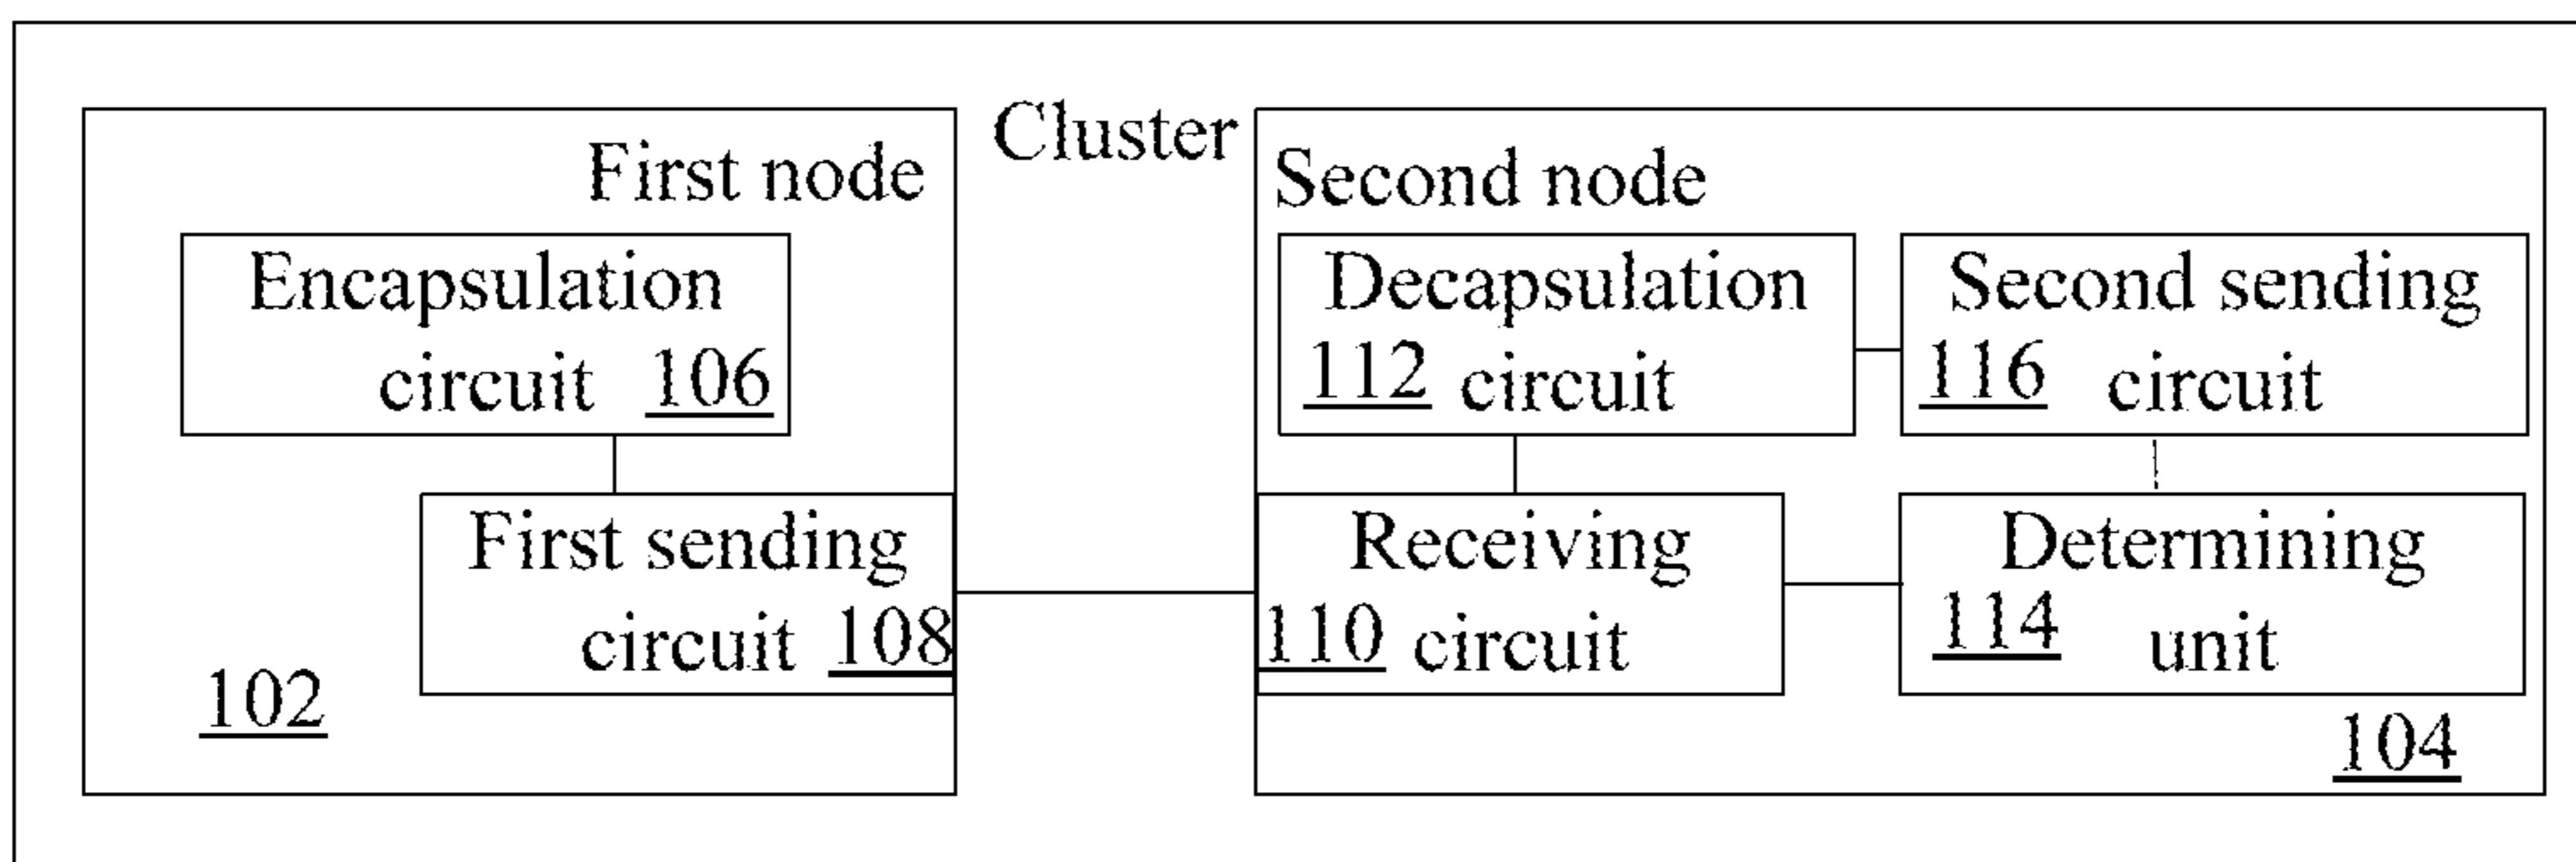 Cluster
First node
Encapsulation
circuit 106
First sending
circuit 108
102
Second node
Decapsulation
112 circuit
Second sending
116 circuit
Receiving
110 circuit
Determining
114 unit
104